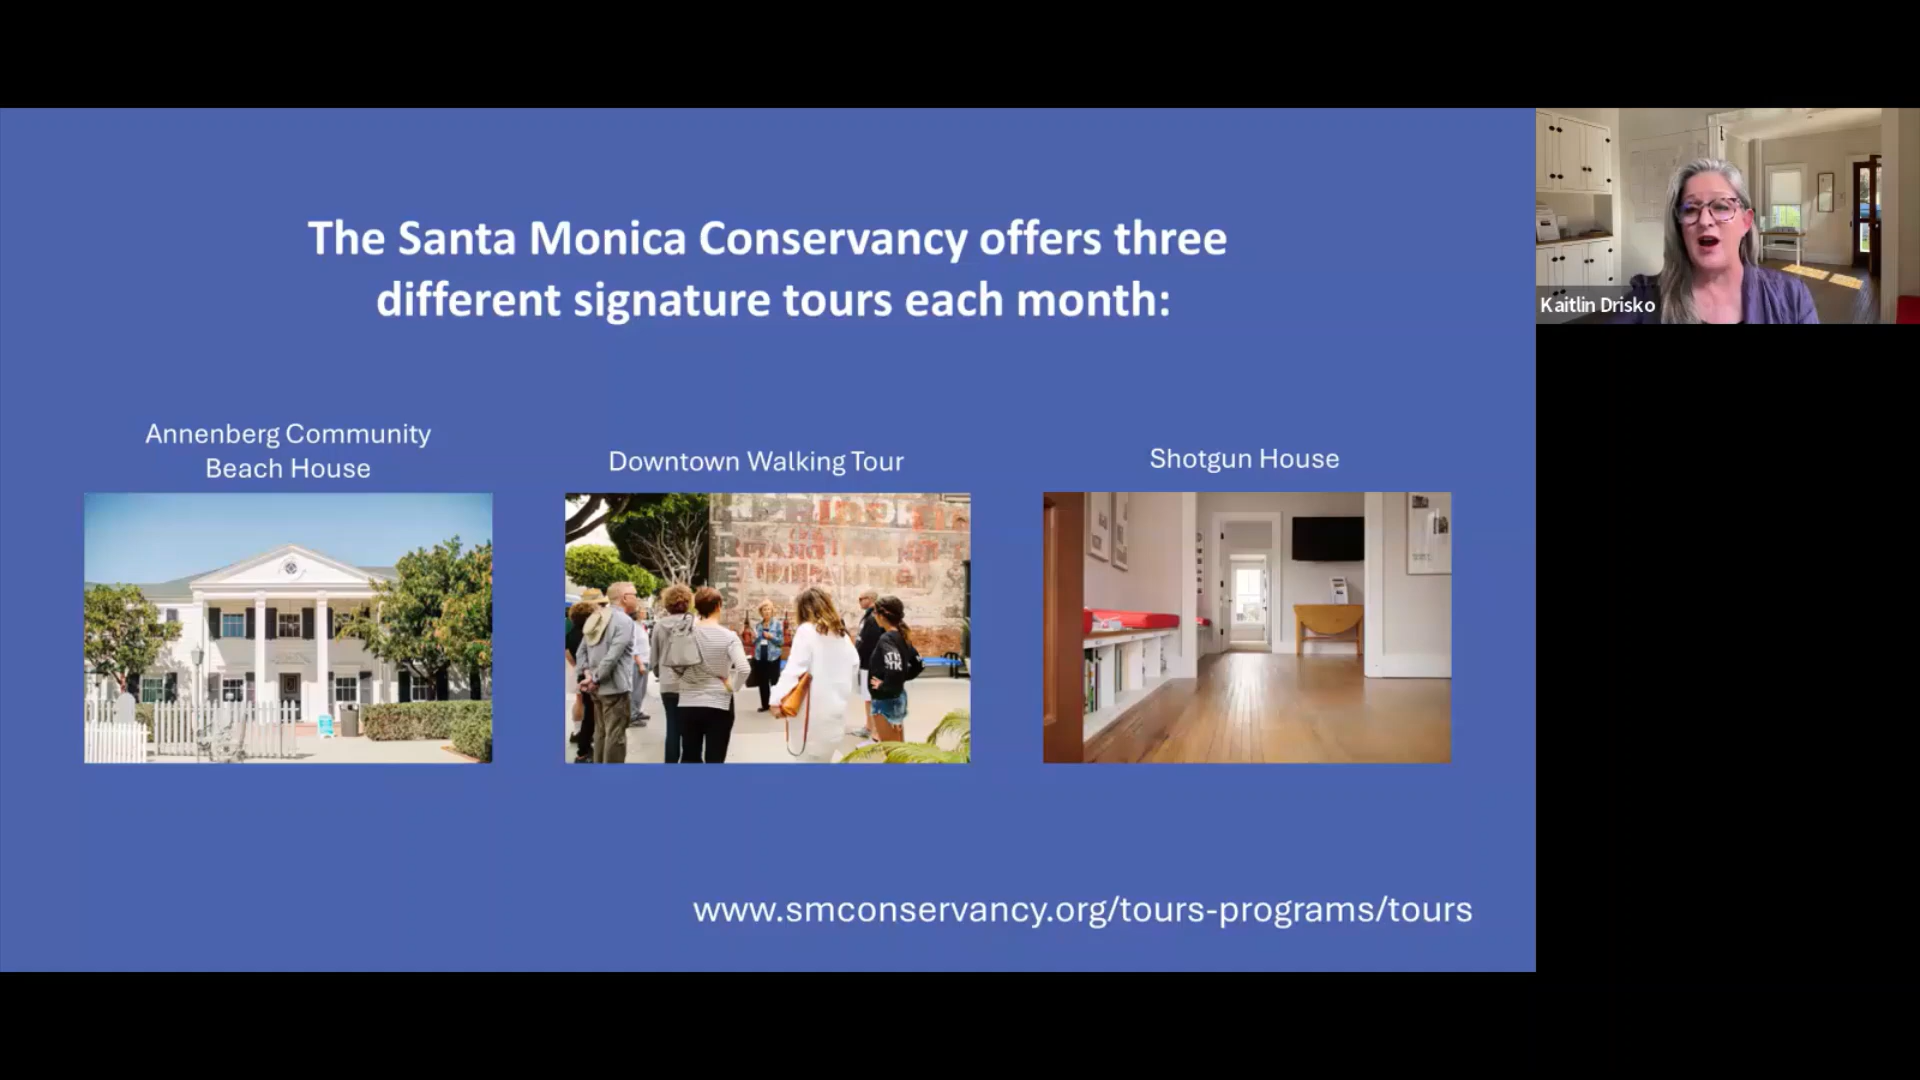 The Santa Monica Conservancy offers three
different signature tours each month:
Annenberg Community
Beach House
Downtown Walking Tour
Shotgun House
www.smconservancy.org/tours-programs/tours
Kaitlin Drisko